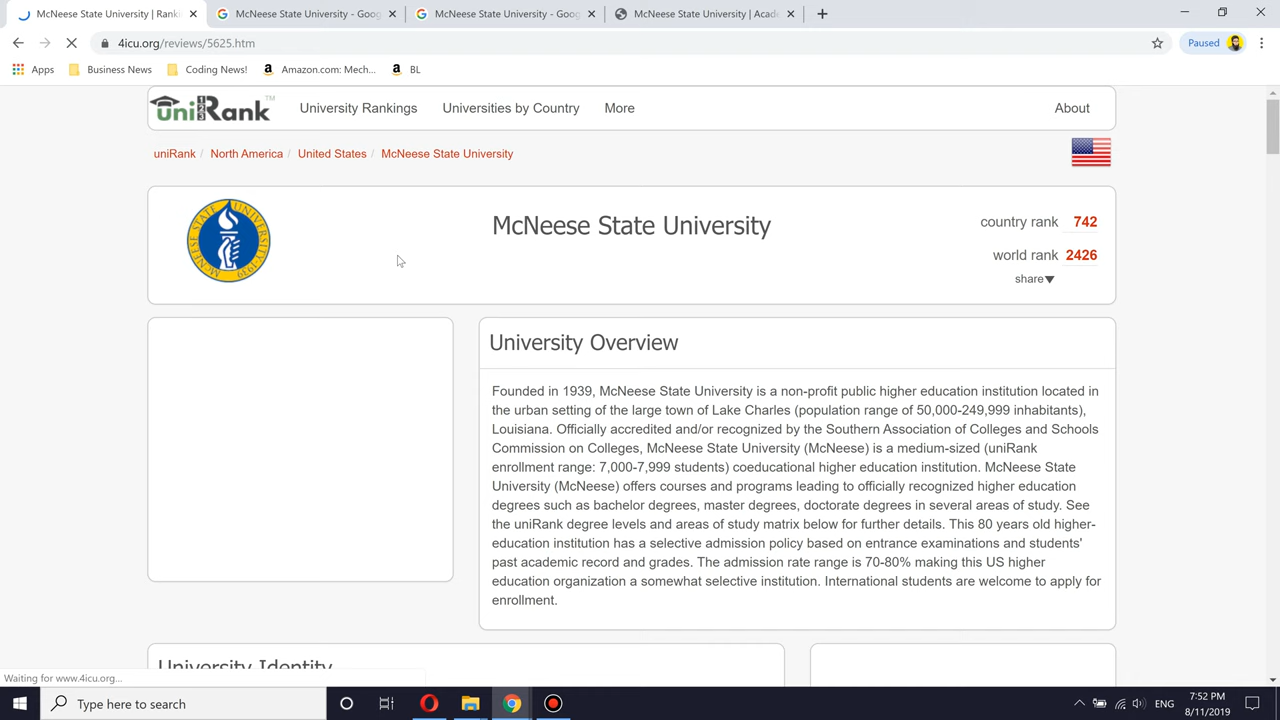 McNeese State University | Ranki
McNeese State University - Goog
McNeese State University - Goog
McNeese State University | Acad
4icu.org/reviews/5625.htm
Paused
Apps
Business News
Coding News!
Amazon.com: Mech...
BL
uniRank™
123
University Rankings
Universities by Country
More
About
uniRank / North America / United States / McNeese State University
McNEESE STATE UNIVERSITY
1939
McNeese State University
country rank 742
world rank 2426
share▼
University Overview
Founded in 1939, McNeese State University is a non-profit public higher education institution located in
the urban setting of the large town of Lake Charles (population range of 50,000-249,999 inhabitants),
Louisiana. Officially accredited and/or recognized by the Southern Association of Colleges and Schools
Commission on Colleges, McNeese State University (McNeese) is a medium-sized (uniRank
enrollment range: 7,000-7,999 students) coeducational higher education institution. McNeese State
University (McNeese) offers courses and programs leading to officially recognized higher education
degrees such as bachelor degrees, master degrees, doctorate degrees in several areas of study. See
the uniRank degree levels and areas of study matrix below for further details. This 80 years old higher-
education institution has a selective admission policy based on entrance examinations and students'
past academic record and grades. The admission rate range is 70-80% making this US higher
education organization a somewhat selective institution. International students are welcome to apply for
enrollment.
University Identity
Waiting for www.4icu.org...
Type here to search
ENG
7:52 PM
8/11/2019